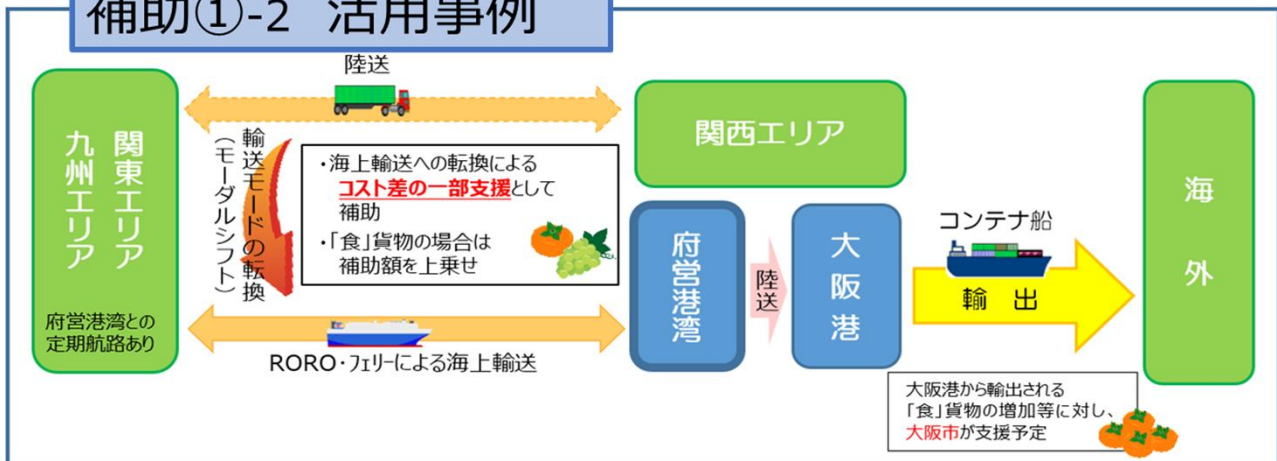 補助①-2 活用事例
陸送
関東エリア
九州エリア
府営港湾との
定期航路あり
輸送モードの転換
(モーダルシフト)
・海上輸送への転換による
コスト差の一部支援として
補助
・「食」貨物の場合は
補助額を上乗せ
RORO・フェリーによる海上輸送
関西エリア
府営港湾
陸送
大阪港
コンテナ船
輸 出
海 外
大阪港から輸出される
「食」貨物の増加等に対し、
大阪市が支援予定